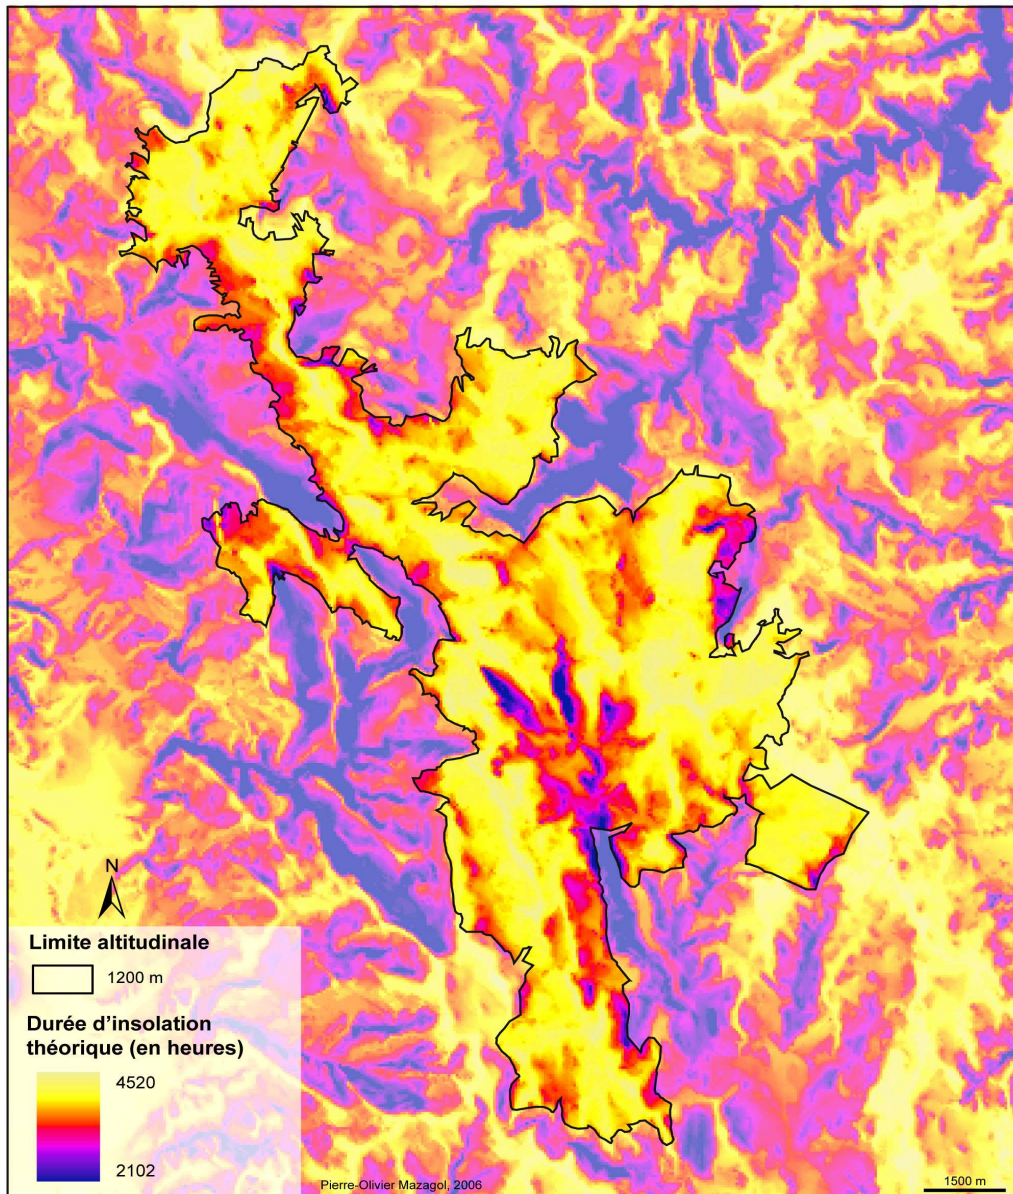 N
Limite altitudinale
1200 m
Durée d'insolation
théorique (en heures)
4520
2102
Pierre-Olivier Mazagol, 2006
1500 m